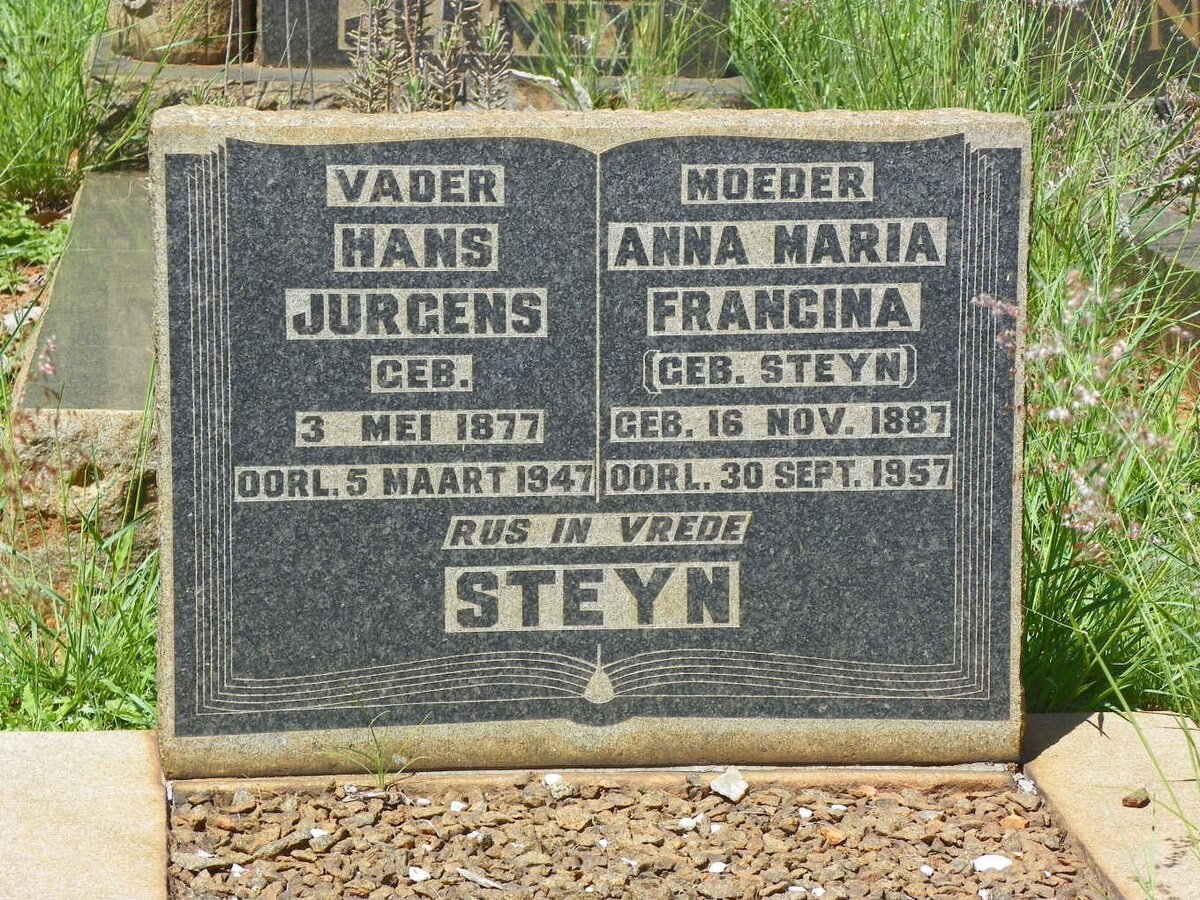 VADER
HANS
JURGENS
GEB.
3 MEI 1877
OORL. 5 MAART 1947
MOEDER
ANNA MARIA
FRANCINA
(GEB. STEYN)
GEB. 16 NOV. 1887
OORL. 30 SEPT. 1957
RUS IN VREDE
STEYN